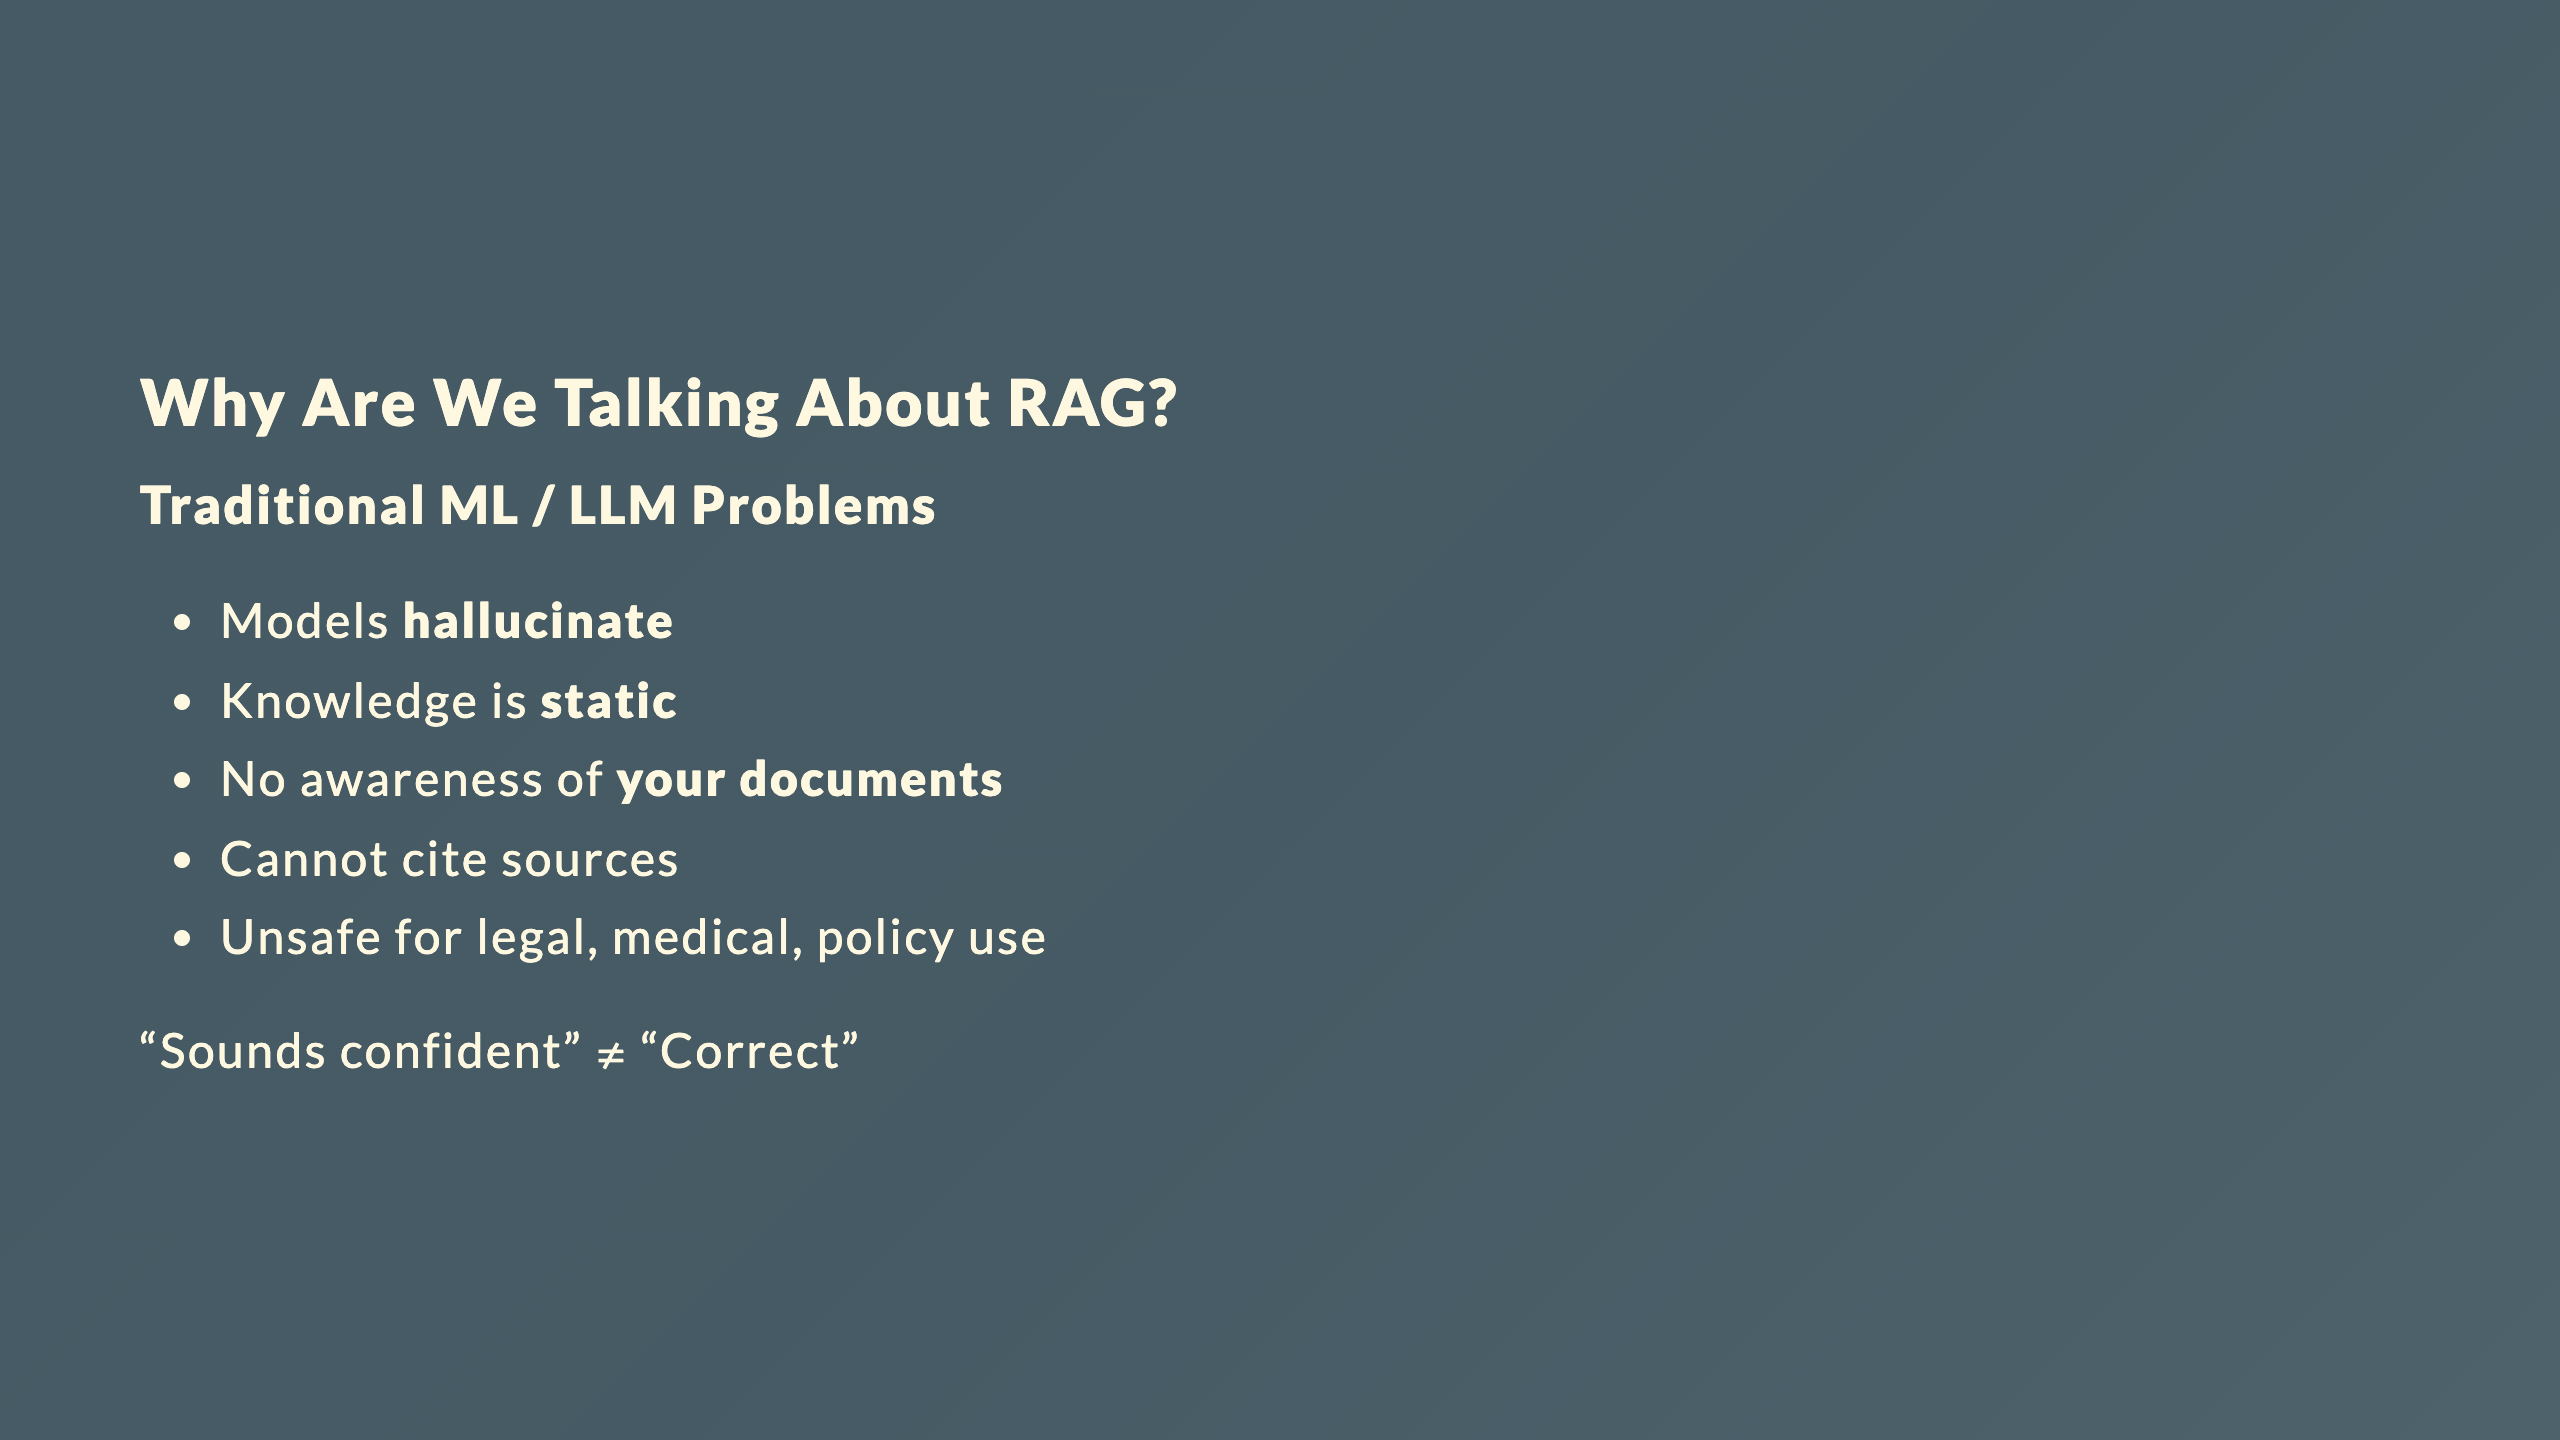 Why Are We Talking About RAG?
Traditional ML / LLM Problems
• Models hallucinate
• Knowledge is static
• No awareness of your documents
• Cannot cite sources
• Unsafe for legal, medical, policy use
“Sounds confident” ≠ “Correct”